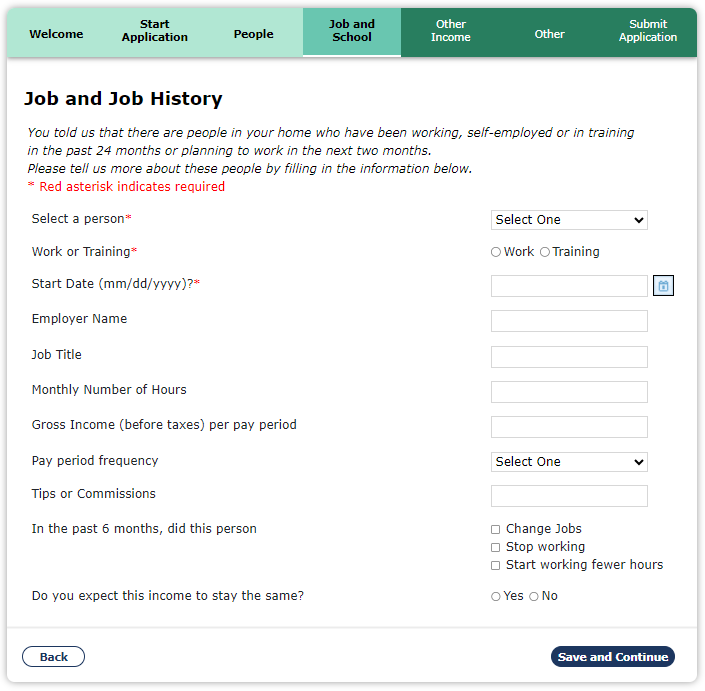 Welcome
Start
Application
People
Job and
School
Other
Income
Other
Submit
Application
Job and Job History
You told us that there are people in your home who have been working, self-employed or in training
in the past 24 months or planning to work in the next two months.
Please tell us more about these people by filling in the information below.
* Red asterisk indicates required
Select a person* Select One
Work or Training* Work Training
Start Date (mm/dd/yyyy)?*
Employer Name
Job Title
Monthly Number of Hours
Gross Income (before taxes) per pay period
Pay period frequency Select One
Tips or Commissions
In the past 6 months, did this person Change Jobs
Stop working
Start working fewer hours
Do you expect this income to stay the same? Yes No
Back Save and Continue